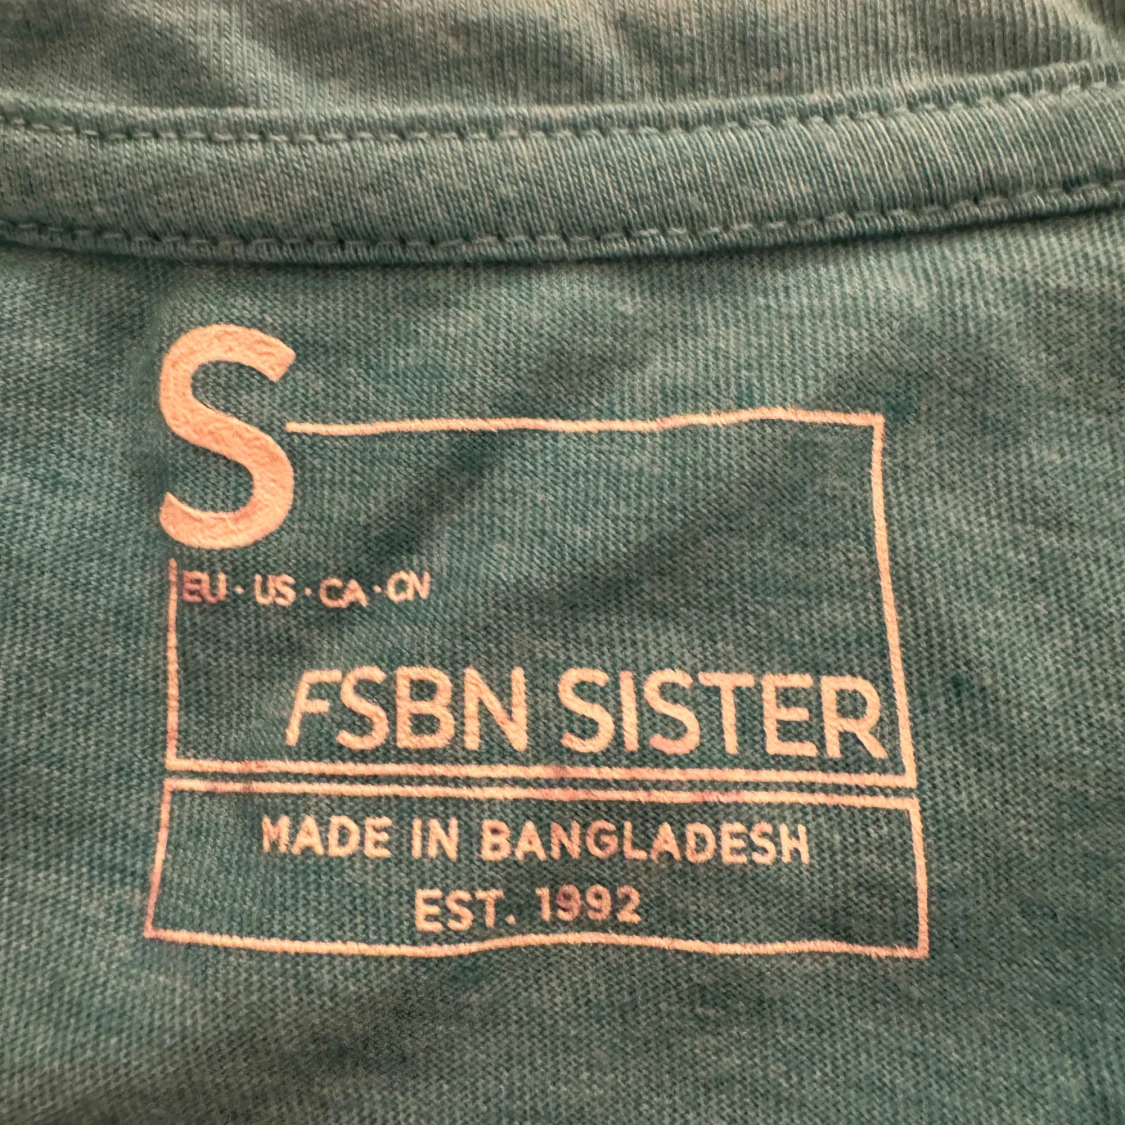 S
EU · US · CA · CN
FSBN SISTER
MADE IN BANGLADESH
EST. 1992